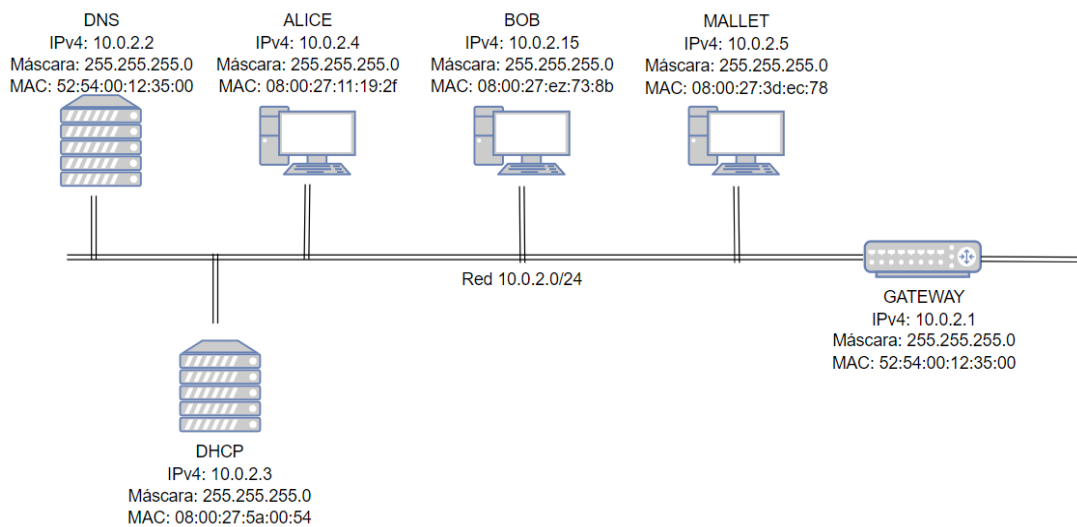 DNS
IPv4: 10.0.2.2
Máscara: 255.255.255.0
MAC: 52:54:00:12:35:00
ALICE
IPv4: 10.0.2.4
Máscara: 255.255.255.0
MAC: 08:00:27:11:19:2f
BOB
IPv4: 10.0.2.15
Máscara: 255.255.255.0
MAC: 08:00:27:ez:73:8b
MALLET
IPv4: 10.0.2.5
Máscara: 255.255.255.0
MAC: 08:00:27:3d:ec:78
Red 10.0.2.0/24
GATEWAY
IPv4: 10.0.2.1
Máscara: 255.255.255.0
MAC: 52:54:00:12:35:00
DHCP
IPv4: 10.0.2.3
Máscara: 255.255.255.0
MAC: 08:00:27:5a:00:54